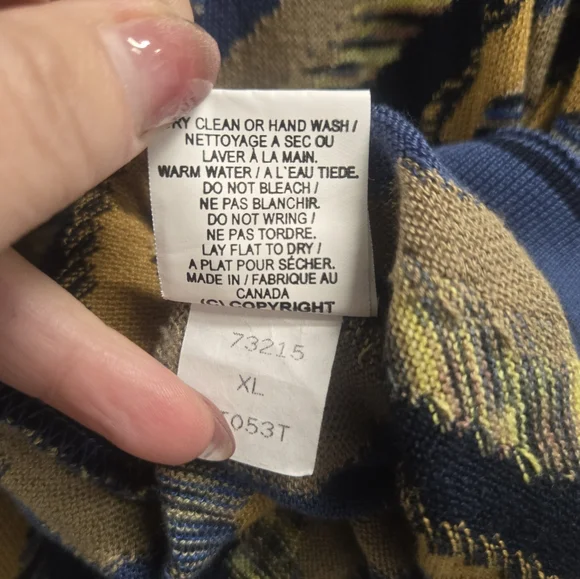 RY CLEAN OR HAND WASH /
NETTOYAGE A SEC OU
LAVER À LA MAIN.
WARM WATER / A L'EAU TIEDE.
DO NOT BLEACH /
NE PAS BLANCHIR.
DO NOT WRING /
NE PAS TORDRE.
LAY FLAT TO DRY /
A PLAT POUR SÉCHER.
MADE IN / FABRIQUE AU
CANADA
(C) COPYRIGHT
73215
XL
5053T